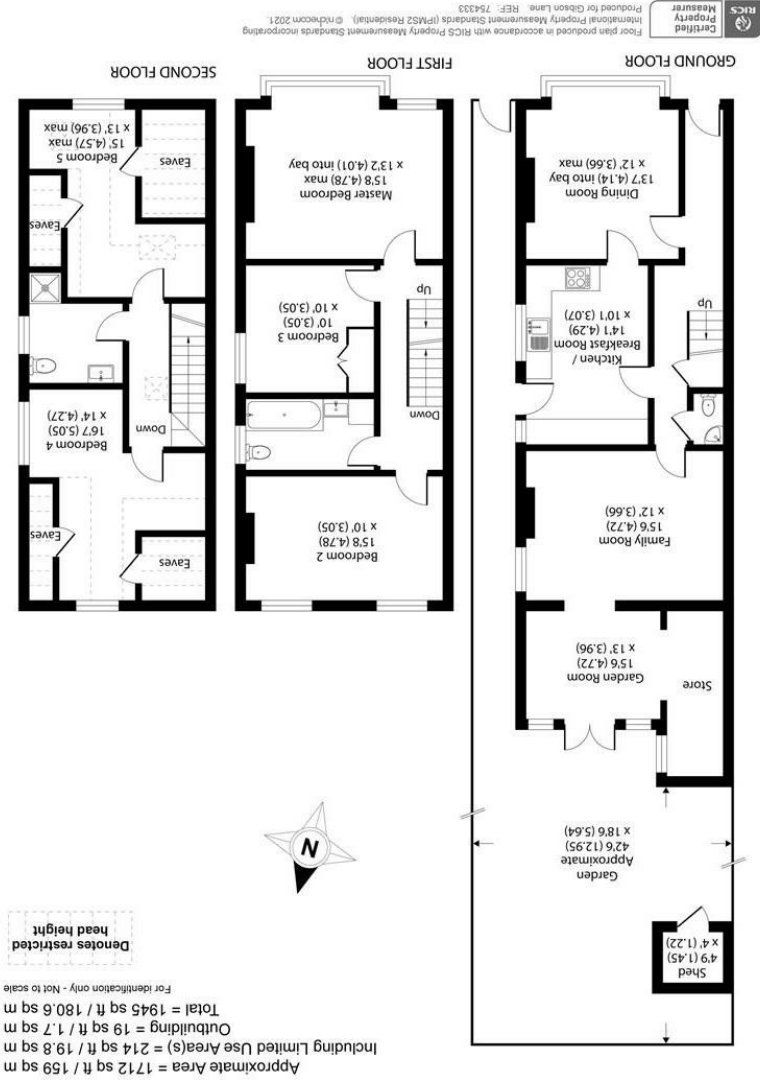 Approximate Area = 1712 sq ft / 159 sq m
Including Limited Use Area(s) = 214 sq ft / 19.8 sq m
Outbuilding = 19 sq ft / 1.7 sq m
Total = 1945 sq ft / 180.6 sq m
For identification only - Not to scale
Denotes restricted
head height
Shed
4'9 (1.45)
x 4' (1.22)
Garden
Approximate
42'6 (12.95)
x 18'6 (5.64)
N
Store
Garden Room
15'6 (4.72)
x 13' (3.96)
Family Room
15'6 (4.72)
x 12' (3.66)
Kitchen /
Breakfast Room
14'1 (4.29)
x 10'1 (3.07)
Up
Dining Room
13'7 (4.14) into bay
x 12' (3.66) max
GROUND FLOOR
Bedroom 2
15'8 (4.78)
x 10' (3.05)
Down
Bedroom 3
10' (3.05)
x 10' (3.05)
Up
Master Bedroom
15'8 (4.78) max
x 13'2 (4.01) into bay
FIRST FLOOR
Eaves
Eaves
Bedroom 4
16'7 (5.05)
x 14' (4.27)
Down
Eaves
Eaves
Bedroom 5
15' (4.57) max
x 13' (3.96) max
SECOND FLOOR
RICS
Certified
Property
Measurer
Floor plan produced in accordance with RICS Property Measurement Standards incorporating
International Property Measurement Standards (IPMS2 Residential). © nichecom 2021.
Produced for Gibson Lane. REF: 754333